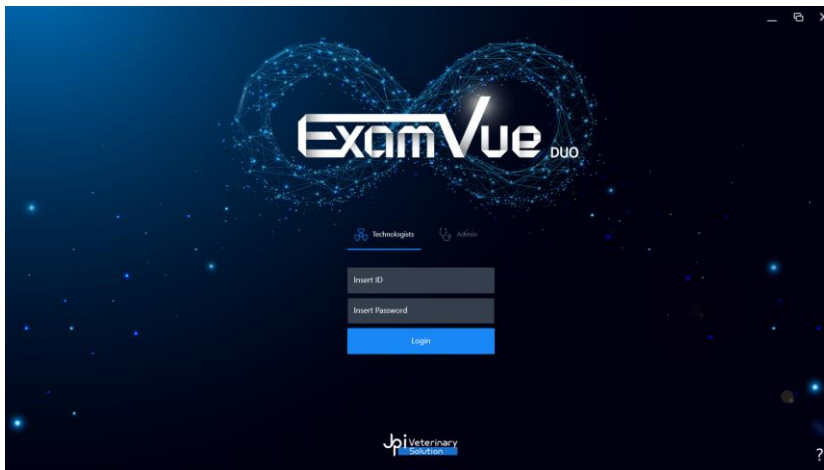 ExamVue DUO
Technologists Admin
Insert ID
Insert Password
Login
Jpi Veterinary
Solution
?